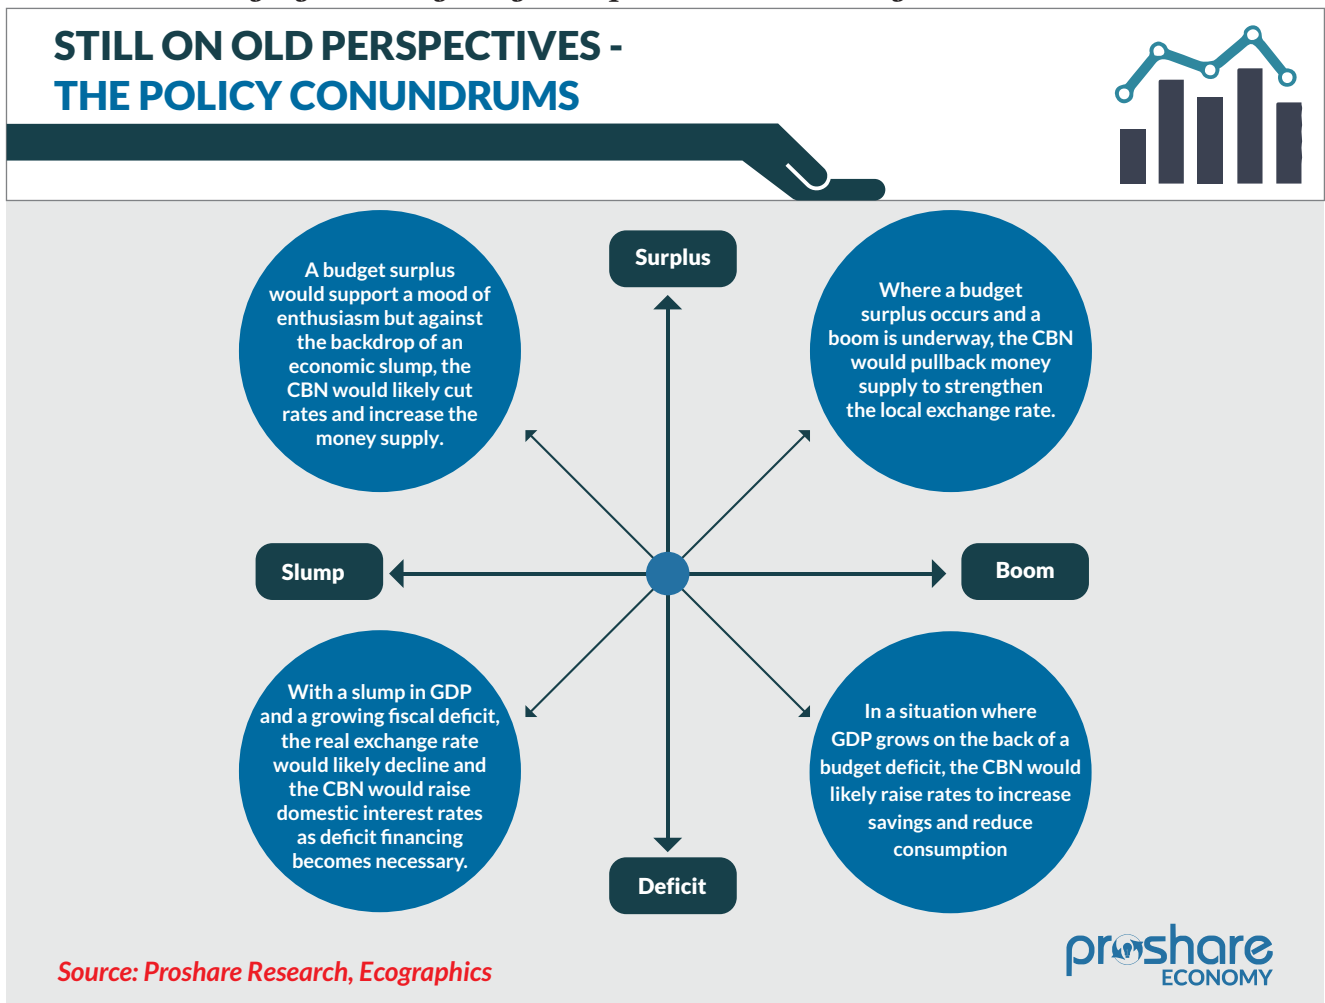 STILL ON OLD PERSPECTIVES -
THE POLICY CONUNDRUMS
Surplus
A budget surplus
would support a mood of
enthusiasm but against
the backdrop of an
economic slump, the
CBN would likely cut
rates and increase the
money supply.
Where a budget
surplus occurs and a
boom is underway, the CBN
would pullback money
supply to strengthen
the local exchange rate.
Slump
Boom
With a slump in GDP
and a growing fiscal deficit,
the real exchange rate
would likely decline and
the CBN would raise
domestic interest rates
as deficit financing
becomes necessary.
In a situation where
GDP grows on the back of a
budget deficit, the CBN would
likely raise rates to increase
savings and reduce
consumption
Deficit
Source: Proshare Research, Ecographics
proshare
ECONOMY